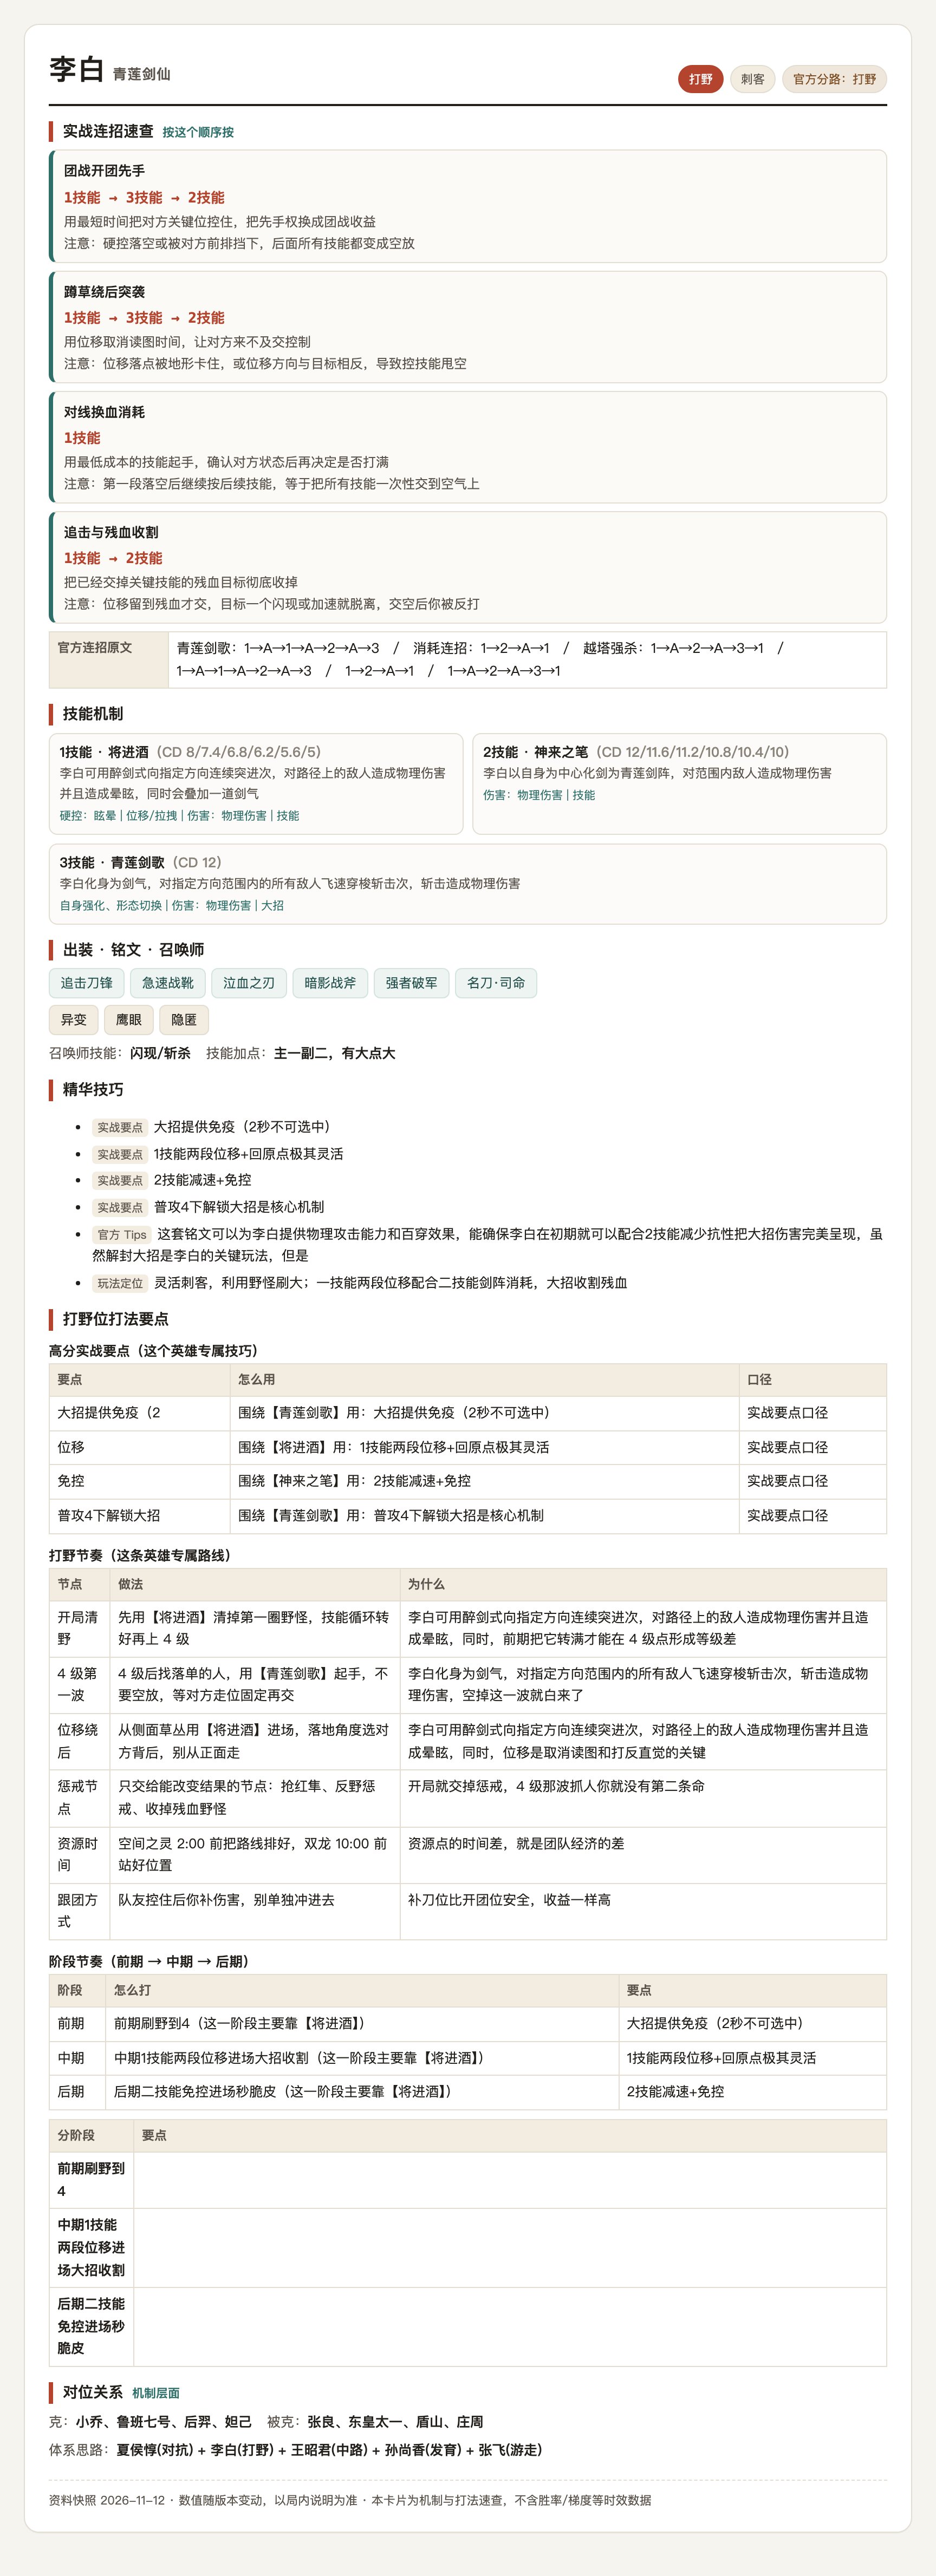 李白 青莲剑仙
打野 刺客 官方分路：打野
实战连招速查 按这个顺序按
团战开团先手
1技能 → 3技能 → 2技能
用最短时间把对方关键位控住，把先手权换成团战收益
注意：硬控落空或被对方前排挡下，后面所有技能都变成空放
蹲草绕后突袭
1技能 → 3技能 → 2技能
用位移取消读图时间，让对方来不及交控制
注意：位移落点被地形卡住，或位移方向与目标相反，导致控技能甩空
对线换血消耗
1技能
用最低成本的技能起手，确认对方状态后再决定是否打满
注意：第一段落空后继续按后续技能，等于把所有技能一次性交到空气上
追击与残血收割
1技能 → 2技能
把已经交掉关键技能的残血目标彻底收掉
注意：位移留到残血才交，目标一个闪现或加速就脱离，交空后你被反打
官方连招原文
青莲剑歌：1→A→1→A→2→A→3 / 消耗连招：1→2→A→1 / 越塔强杀：1→A→2→A→3→1 /
1→A→1→A→2→A→3 / 1→2→A→1 / 1→A→2→A→3→1
技能机制
1技能 · 将进酒（CD 8/7.4/6.8/6.2/5.6/5）
李白可用醉剑式向指定方向连续突进次，对路径上的敌人造成物理伤害
并且造成晕眩，同时会叠加一道剑气
硬控：眩晕 | 位移/拉拽 | 伤害：物理伤害 | 技能
2技能 · 神来之笔（CD 12/11.6/11.2/10.8/10.4/10）
李白以自身为中心化剑为青莲剑阵，对范围内敌人造成物理伤害
伤害：物理伤害 | 技能
3技能 · 青莲剑歌（CD 12）
李白化身为剑气，对指定方向范围内的所有敌人飞速穿梭斩击次，斩击造成物理伤害
自身强化、形态切换 | 伤害：物理伤害 | 大招
出装 · 铭文 · 召唤师
追击刀锋 急速战靴 泣血之刃 暗影战斧 强者破军 名刀·司命
异变 鹰眼 隐匿
召唤师技能：闪现/斩杀 技能加点：主一副二，有大点大
精华技巧
• 实战要点 大招提供免疫（2秒不可选中）
• 实战要点 1技能两段位移+回原点极其灵活
• 实战要点 2技能减速+免控
• 实战要点 普攻4下解锁大招是核心机制
• 官方 Tips 这套铭文可以为李白提供物理攻击能力和百穿效果，能确保李白在初期就可以配合2技能减少抗性把大招伤害完美呈现，虽
然解封大招是李白的关键玩法，但是
• 玩法定位 灵活刺客，利用野怪刷大；一技能两段位移配合二技能剑阵消耗，大招收割残血
打野位打法要点
高分实战要点（这个英雄专属技巧）
要点 怎么用 口径
大招提供免疫（2 围绕【青莲剑歌】用：大招提供免疫（2秒不可选中） 实战要点口径
位移 围绕【将进酒】用：1技能两段位移+回原点极其灵活 实战要点口径
免控 围绕【神来之笔】用：2技能减速+免控 实战要点口径
普攻4下解锁大招 围绕【青莲剑歌】用：普攻4下解锁大招是核心机制 实战要点口径
打野节奏（这条英雄专属路线）
节点 做法 为什么
开局清
野
先用【将进酒】清掉第一圈野怪，技能循环转
好再上 4 级
李白可用醉剑式向指定方向连续突进次，对路径上的敌人造成物理伤害并且造
成晕眩，同时，前期把它转满才能在 4 级点形成等级差
4 级第
一波
4 级后找落单的人，用【青莲剑歌】起手，不
要空放，等对方走位固定再交
李白化身为剑气，对指定方向范围内的所有敌人飞速穿梭斩击次，斩击造成物
理伤害，空掉这一波就白来了
位移绕
后
从侧面草丛用【将进酒】进场，落地角度选对
方背后，别从正面走
李白可用醉剑式向指定方向连续突进次，对路径上的敌人造成物理伤害并且造
成晕眩，同时，位移是取消读图和打反直觉的关键
惩戒节
点
只交给能改变结果的节点：抢红隼、反野惩
戒、收掉残血野怪
开局就交掉惩戒，4 级那波抓人你就没有第二条命
资源时
间
空间之灵 2:00 前把路线排好，双龙 10:00 前
站好位置
资源点的时间差，就是团队经济的差
跟团方
式
队友控住后你补伤害，别单独冲进去
补刀位比开团位安全，收益一样高
阶段节奏（前期 → 中期 → 后期）
阶段 怎么打 要点
前期 前期刷野到4（这一阶段主要靠【将进酒】） 大招提供免疫（2秒不可选中）
中期 中期1技能两段位移进场大招收割（这一阶段主要靠【将进酒】） 1技能两段位移+回原点极其灵活
后期 后期二技能免控进场秒脆皮（这一阶段主要靠【将进酒】） 2技能减速+免控
分阶段 要点
前期刷野到
4
中期1技能
两段位移进
场大招收割
后期二技能
免控进场秒
脆皮
对位关系 机制层面
克：小乔、鲁班七号、后羿、妲己 被克：张良、东皇太一、盾山、庄周
体系思路：夏侯惇(对抗) + 李白(打野) + 王昭君(中路) + 孙尚香(发育) + 张飞(游走)
资料快照 2026-11-12 · 数值随版本变动，以局内说明为准 · 本卡片为机制与打法速查，不含胜率/梯度等时效数据